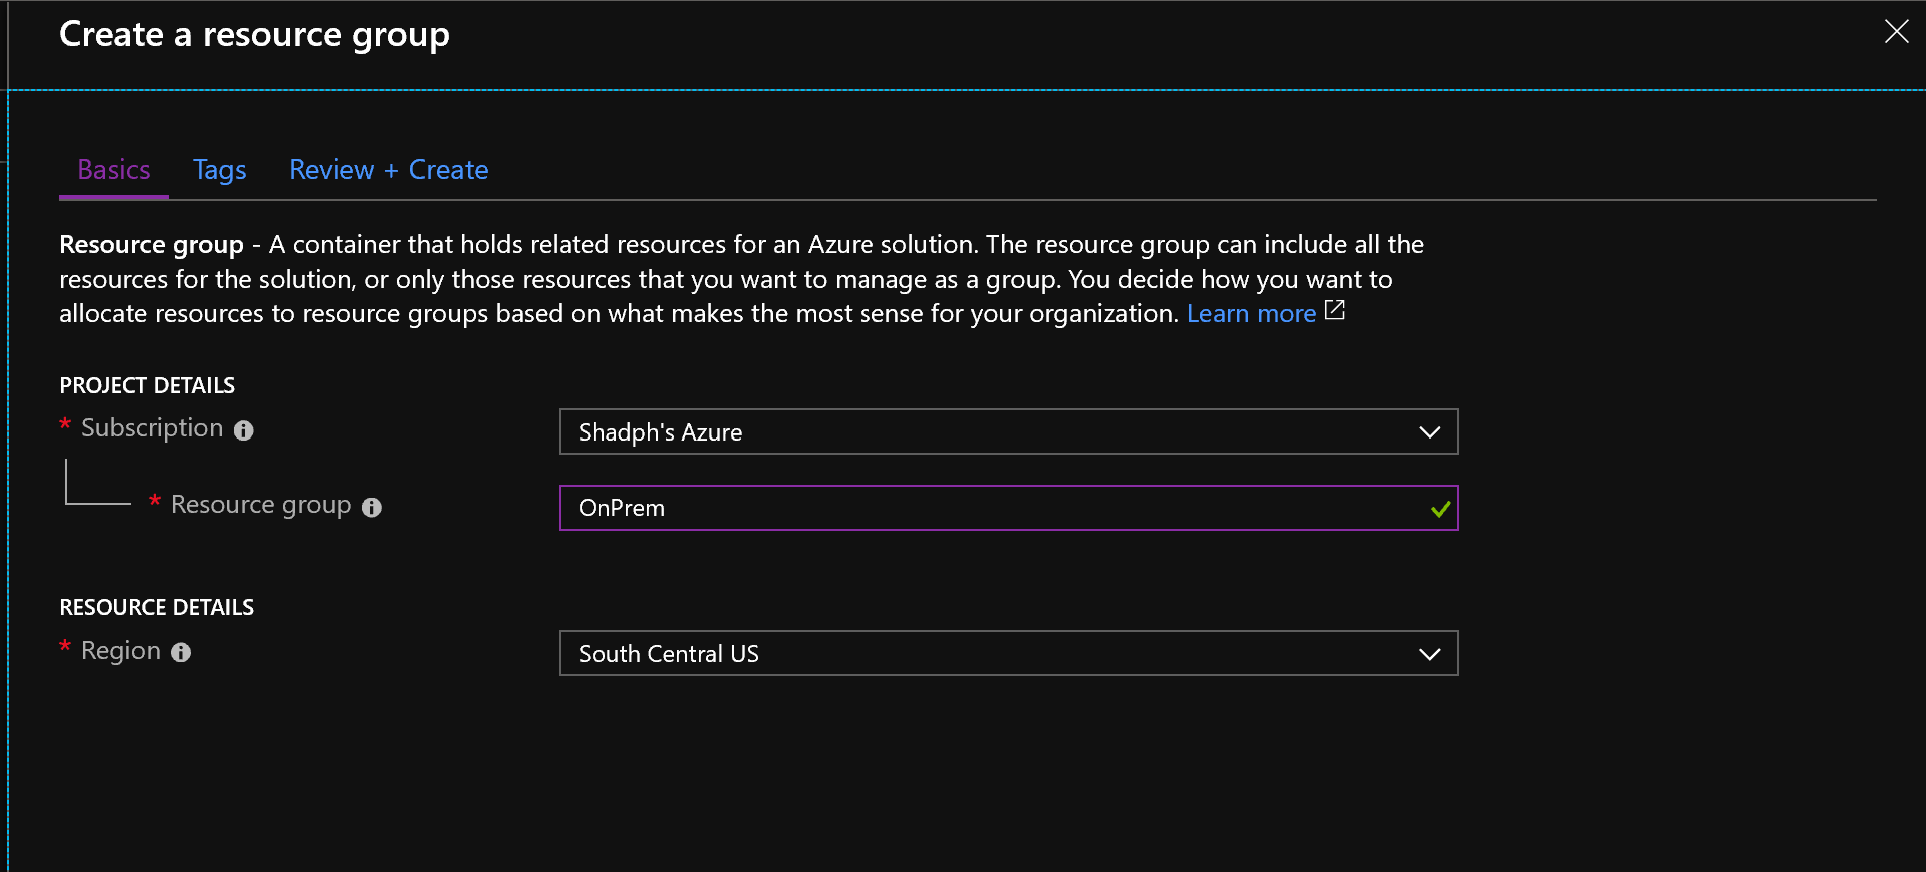 Create a resource group
Basics Tags Review + Create
Resource group - A container that holds related resources for an Azure solution. The resource group can include all the
resources for the solution, or only those resources that you want to manage as a group. You decide how you want to
allocate resources to resource groups based on what makes the most sense for your organization. Learn more
PROJECT DETAILS
* Subscription Shadph's Azure
* Resource group OnPrem
RESOURCE DETAILS
* Region South Central US